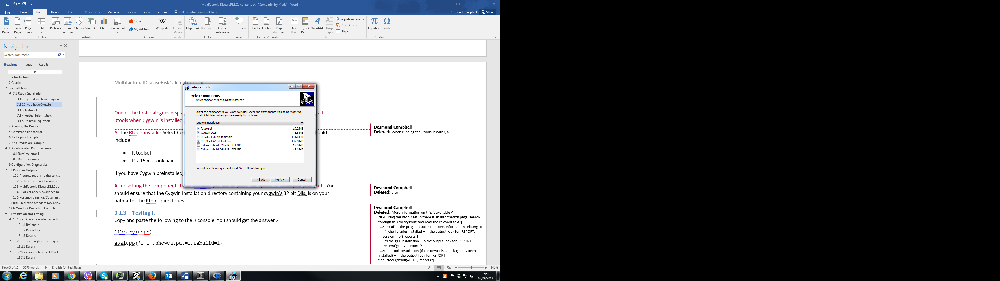 MultifactorialDiseaseRiskCalculator.docx [Compatibility Mode] - Word
File Home Insert Design Layout References Mailings Review View Zotero Tell me what you want to do... Desmond Campbell Share
Cover Page
Blank Page
Page Break
Table
Pictures
Online Pictures
Shapes
SmartArt
Chart
Screenshot
Store
My Add-ins
Wikipedia
Online Video
Hyperlink
Bookmark
Cross-reference
Comment
Header
Footer
Page Number
Text Box
Quick Parts
WordArt
Drop Cap
Signature Line
Date & Time
Object
Equation
Symbol
Pages Tables Illustrations Add-ins Media Links Comments Header & Footer Text Symbols
Navigation
Search document
Headings Pages Results
1 Introduction
2 Citation
3 Installation
3.1 Rtools Installation
3.1.1 If you don't have Cygwin
3.1.2 If you have Cygwin
3.1.3 Testing it
3.1.4 Further Information
3.1.5 Uninstalling Rtools
4 Running the Program
5 Command line format
6 Bad Inputs Example
7 Risk Prediction Example
8 Rtools related Runtime Errors
8.1 Runtime error 1
8.2 Runtime error 2
9 Configuration Diagnostics
10 Program Outputs
10.1 Progress reports to the com...
10.2 pedigreePosteriorLiaSample....
10.3 MultifactorialDiseaseRiskCal...
10.4 Prior Variance/Covariance m...
10.5 Posterior Variance/Covarian...
11 Risk Prediction Standard Deviatio...
12 N Year Risk Prediction Example
13 Validation and Testing
13.1 Risk Prediction when affecti...
13.1.1 Rationale
13.1.2 Procedure
13.1.3 Results
13.2 Risk given right censoring of...
13.2.1 Results
13.3 Modelling Categorical Risk F...
13.3.1 Results
MultifactorialDiseaseRiskCalculator.docx
One of the first dialogues displa tall
Rtools when Cygwin is installed
At the Rtools installer Select Co ould
include
• R toolset
• R 2.15.x + toolchain
If you have Cygwin preinstalled,
After setting the components to path. You
should ensure that the Cygwin installation directory containing your cygwin's 32 bit Dlls, is on your
path after the Rtools directories.
3.1.3 Testing it
Copy and paste the following to the R console. You should get the answer 2
library(Rcpp)
evalCpp('1+1',showOutput=1,rebuild=1)
Setup - Rtools
Select Components
Which components should be installed?
Select the components you want to install; clear the components you do not want to
install. Click Next when you are ready to continue.
Custom installation
R toolset 19.2 MB
Cygwin DLLs 5.8 MB
R 3.3.x+ 32 bit toolchain 401.8 MB
R 3.3.x+ 64 bit toolchain 437.3 MB
Extras to build 32 bit R: TCL/TK 12.8 MB
Extras to build 64 bit R: TCL/TK 12.6 MB
Current selection requires at least 463.3 MB of disk space.
< Back Next > Cancel
Desmond Campbell
Deleted: When running the Rtools installer, a
Desmond Campbell
Deleted: also
Desmond Campbell
Deleted: More information on this is available ¶
<#>During the Rtools setup there is an Information page, search
through this for 'cygwin' and read the relevant text.¶
<#>Just after the program starts it reports information relating to
<#>the libraries installed – in the output look for 'REPORT:
sessionInfo() reports'¶
<#>the g++ installation – in the output look for 'REPORT:
system('g++ -v') reports'¶
<#>the Rtools installation (if the devtools R package has been
installed) – in the output look for 'REPORT:
find_rtools(debug=TRUE) reports'¶
Page 3 of 13 3570 words English (United States) 141%
15:52
05/09/2017